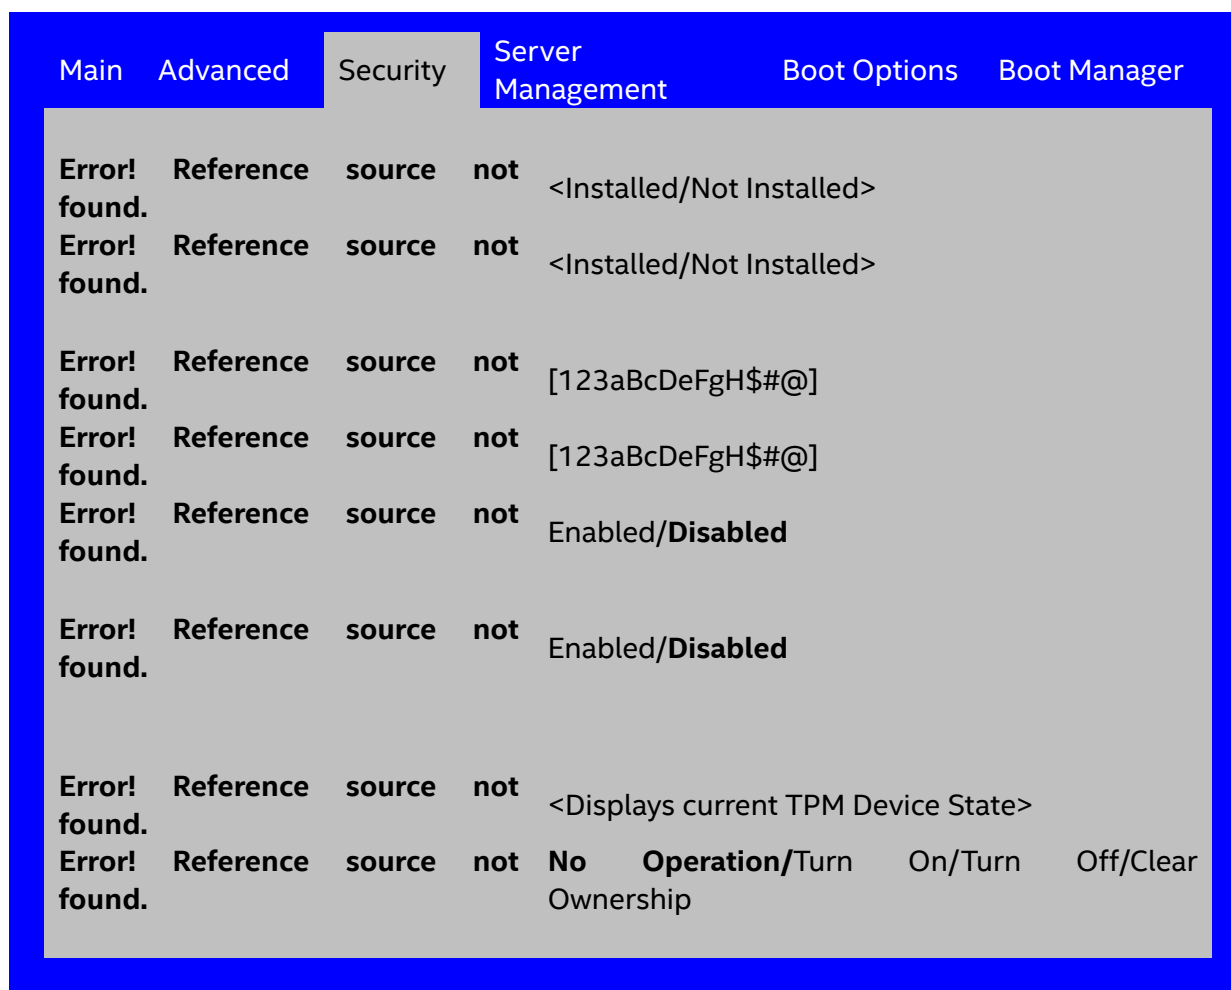 Main Advanced Security Server Management Boot Options Boot Manager
Error! Reference source not found. <Installed/Not Installed>
Error! Reference source not found. <Installed/Not Installed>
Error! Reference source not found. [123aBcDeFgH$#@]
Error! Reference source not found. [123aBcDeFgH$#@]
Error! Reference source not found. Enabled/Disabled
Error! Reference source not found. Enabled/Disabled
Error! Reference source not found. <Displays current TPM Device State>
Error! Reference source not found. No Operation/Turn On/Turn Off/Clear Ownership